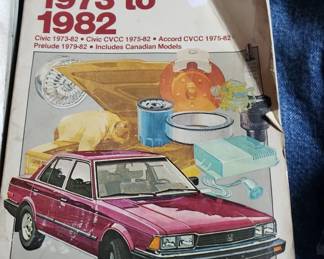 1973 to
1982
Civic 1973-82 • Civic CVCC 1975-82 • Accord CVCC 1975-82
Prelude 1979-82 • Includes Canadian Models